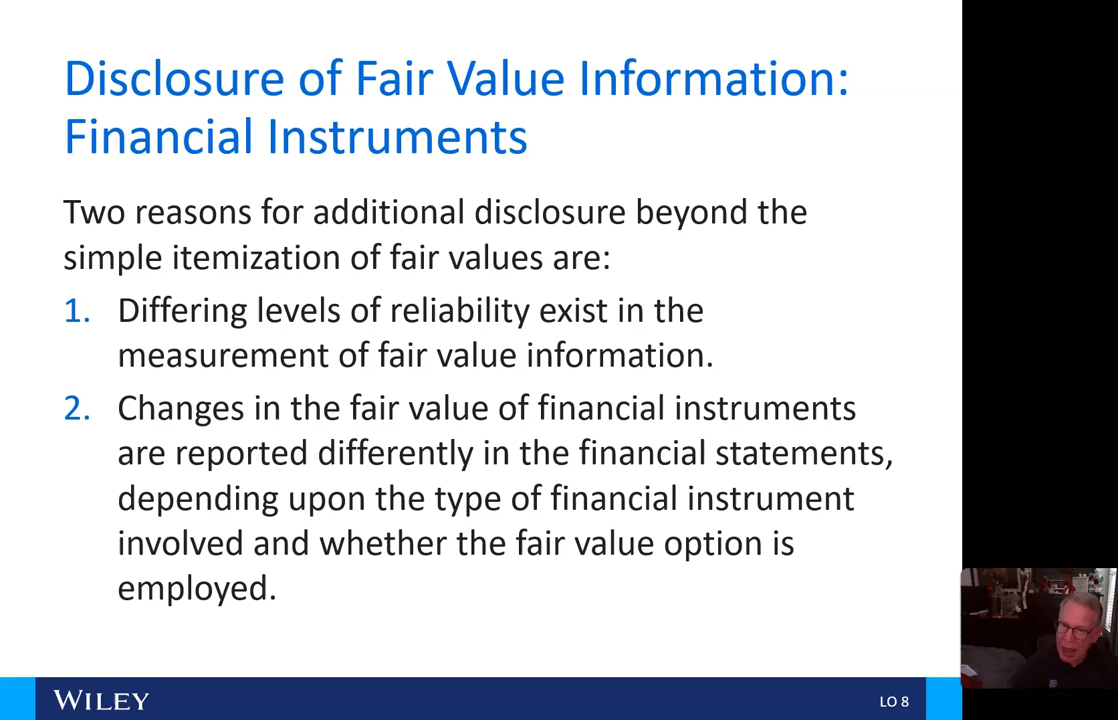 Disclosure of Fair Value Information:
Financial Instruments
Two reasons for additional disclosure beyond the
simple itemization of fair values are:
1. Differing levels of reliability exist in the
measurement of fair value information.
2. Changes in the fair value of financial instruments
are reported differently in the financial statements,
depending upon the type of financial instrument
involved and whether the fair value option is
employed.
WILEY
LO 8